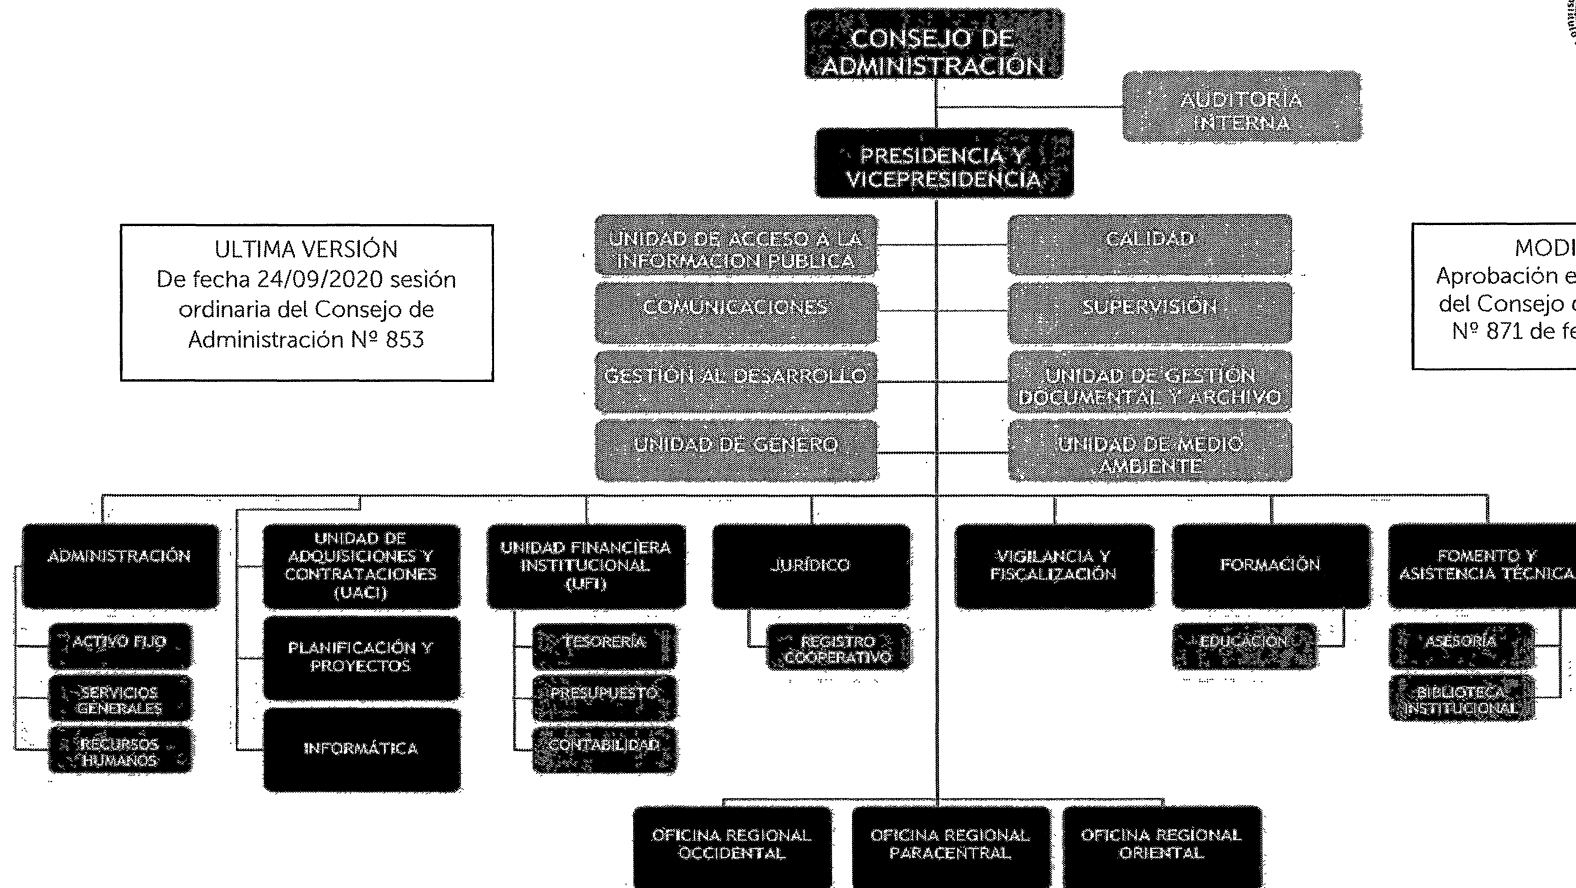 CONSEJO DE
ADMINISTRACIÓN
AUDITORÍA
INTERNA
PRESIDENCIA Y
VICEPRESIDENCIA
ULTIMA VERSIÓN
De fecha 24/09/2020 sesión
ordinaria del Consejo de
Administración Nº 853
UNIDAD DE ACCESO A LA
INFORMACION PUBLICA
CALIDAD
MODI
Aprobación e
del Consejo
Nº 871 de fe
COMUNICACIONES
SUPERVISIÓN
GESTIÓN AL DESARROLLO
UNIDAD DE GESTIÓN
DOCUMENTAL Y ARCHIVO
UNIDAD DE GÉNERO
UNIDAD DE MEDIO
AMBIENTE
ADMINISTRACIÓN
UNIDAD DE
ADQUISICIONES Y
CONTRATACIONES
(UACI)
UNIDAD FINANCIERA
INSTITUCIONAL
(UFI)
JURÍDICO
VIGILANCIA Y
FISCALIZACIÓN
FORMACIÓN
FOMENTO Y
ASISTENCIA TÉCNICA
ACTIVO FIJO
SERVICIOS
GENERALES
RECURSOS
HUMANOS
PLANIFICACIÓN Y
PROYECTOS
INFORMÁTICA
TESORERÍA
PRESUPUESTO
CONTABILIDAD
REGISTRO
COOPERATIVO
EDUCACIÓN
ASESORÍA
BIBLIOTECA
INSTITUCIONAL
OFICINA REGIONAL
OCCIDENTAL
OFICINA REGIONAL
PARACENTRAL
OFICINA REGIONAL
ORIENTAL